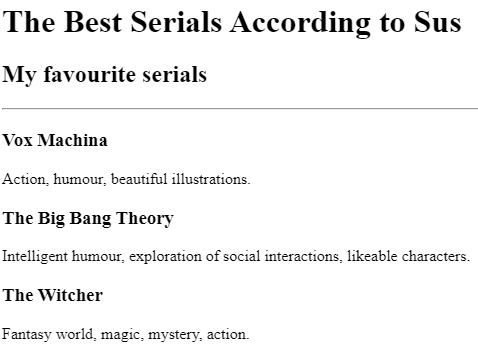 The Best Serials According to Sus
My favourite serials
Vox Machina
Action, humour, beautiful illustrations.
The Big Bang Theory
Intelligent humour, exploration of social interactions, likeable characters.
The Witcher
Fantasy world, magic, mystery, action.